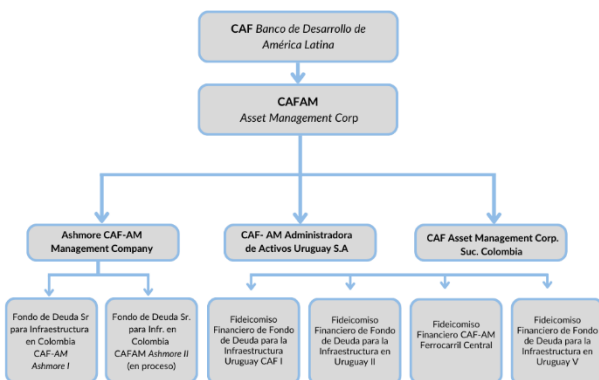 CAF Banco de Desarrollo de
América Latina
CAFAM
Asset Management Corp
Ashmore CAF-AM
Management Company
CAF- AM Administradora
de Activos Uruguay S.A
CAF Asset Management Corp.
Suc. Colombia
Fondo de Deuda Sr
para Infraestructura
en Colombia
CAF-AM
Ashmore I
Fondo de Deuda Sr.
para Infr. en
Colombia
CAFAM Ashmore II
(en proceso)
Fideicomiso
Financiero de Fondo
de Deuda para la
Infraestructura
Uruguay CAF I
Fideicomiso
Financiero de Fondo
de Deuda para la
Infraestructura en
Uruguay II
Fideicomiso
Financiero CAF-AM
Ferrocarril Central
Fideicomiso
Financiero de Fondo
de Deuda para la
Infraestructura en
Uruguay V